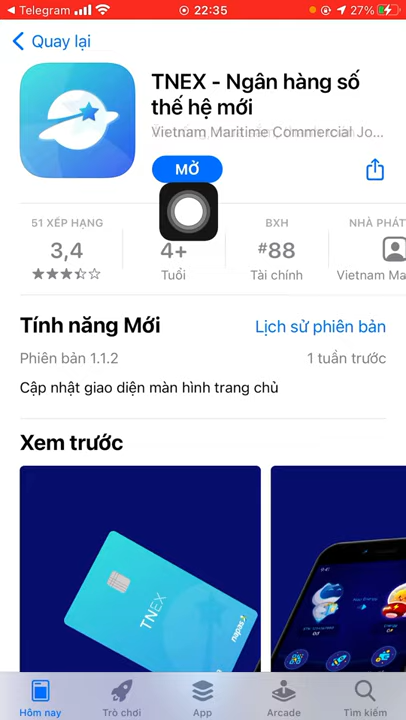 Telegram
22:35
27%
Quay lại
TNEX - Ngân hàng số
thế hệ mới
Vietnam Maritime Commercial Jo...
MỞ
51 XẾP HẠNG
3,4
4+
Tuổi
BXH
#88
Tài chính
NHÀ PHÁT
Vietnam Ma
Tính năng Mới
Lịch sử phiên bản
Phiên bản 1.1.2
1 tuần trước
Cập nhật giao diện màn hình trang chủ
Xem trước
TNEX
napas
Hôm nay
Trò chơi
App
Arcade
Tìm kiếm